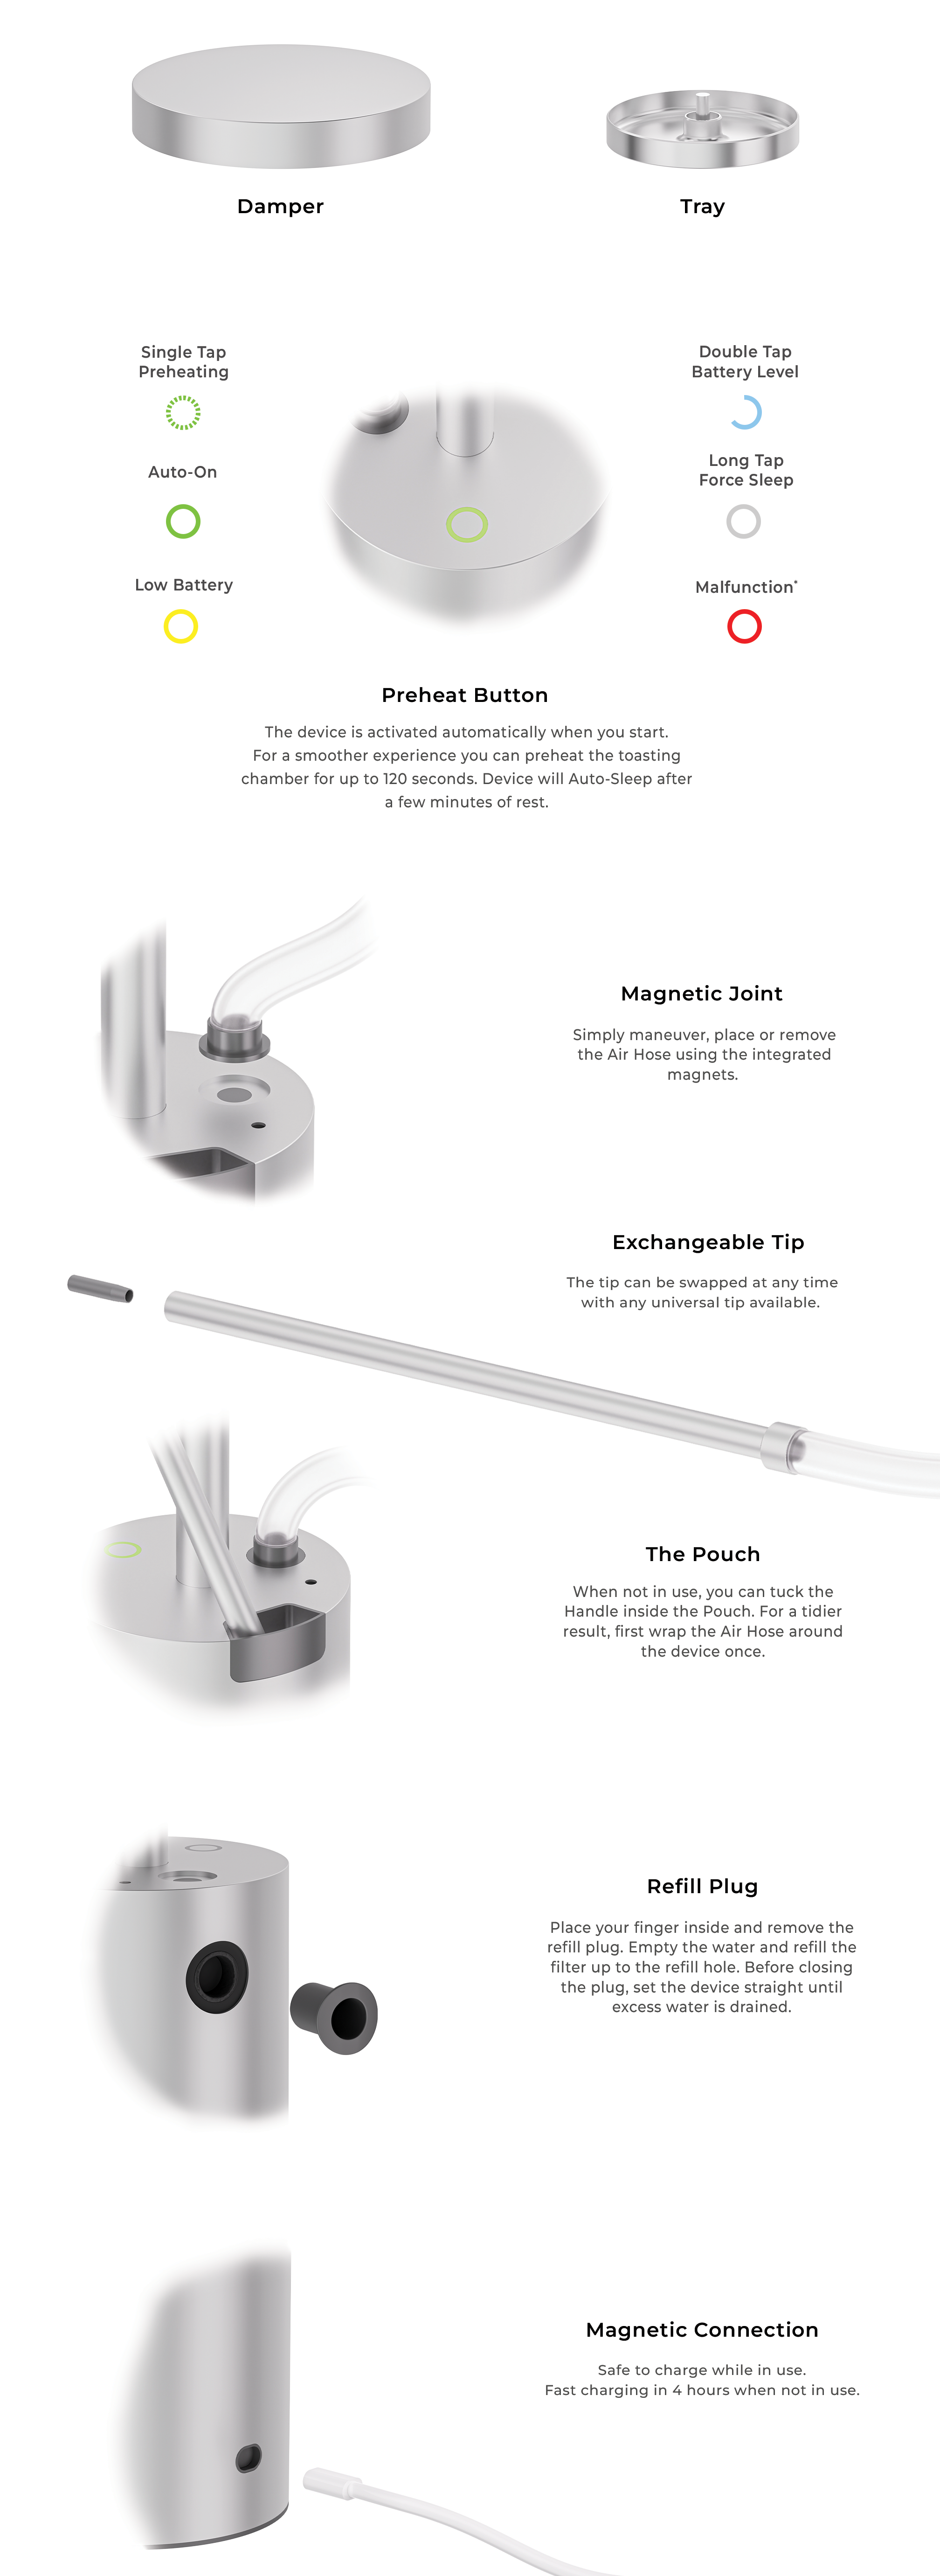 Damper
Tray
Single Tap
Preheating
Double Tap
Battery Level
Auto-On
Long Tap
Force Sleep
Low Battery
Malfunction*
Preheat Button
The device is activated automatically when you start.
For a smoother experience you can preheat the toasting
chamber for up to 120 seconds. Device will Auto-Sleep after
a few minutes of rest.
Magnetic Joint
Simply maneuver, place or remove
the Air Hose using the integrated
magnets.
Exchangeable Tip
The tip can be swapped at any time
with any universal tip available.
The Pouch
When not in use, you can tuck the
Handle inside the Pouch. For a tidier
result, first wrap the Air Hose around
the device once.
Refill Plug
Place your finger inside and remove the
refill plug. Empty the water and refill the
filter up to the refill hole. Before closing
the plug, set the device straight until
excess water is drained.
Magnetic Connection
Safe to charge while in use.
Fast charging in 4 hours when not in use.